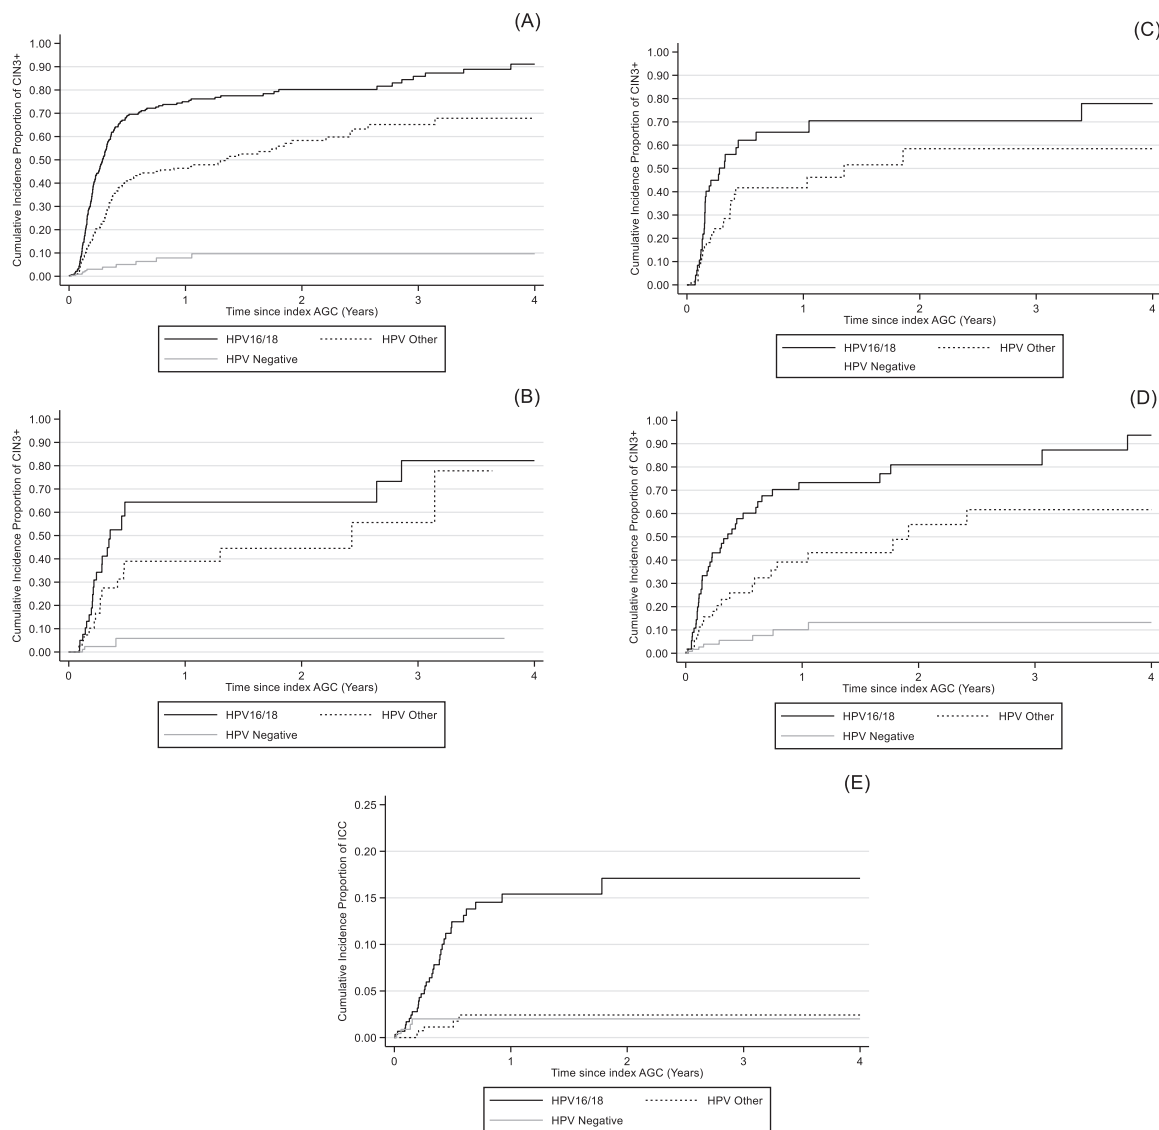 (A)
Cumulative Incidence Proportion of CIN3+
1.00
0.90
0.80
0.70
0.60
0.50
0.40
0.30
0.20
0.10
0.00
0 1 2 3 4
Time since index AGC (Years)
HPV16/18 HPV Other
HPV Negative
(C)
Cumulative Incidence Proportion of CIN3+
1.00
0.90
0.80
0.70
0.60
0.50
0.40
0.30
0.20
0.10
0.00
0 1 2 3 4
Time since index AGC (Years)
HPV16/18 HPV Other
HPV Negative
(B)
Cumulative Incidence Proportion of CIN3+
1.00
0.90
0.80
0.70
0.60
0.50
0.40
0.30
0.20
0.10
0.00
0 1 2 3 4
Time since index AGC (Years)
HPV16/18 HPV Other
HPV Negative
(D)
Cumulative Incidence Proportion of CIN3+
1.00
0.90
0.80
0.70
0.60
0.50
0.40
0.30
0.20
0.10
0.00
0 1 2 3 4
Time since index AGC (Years)
HPV16/18 HPV Other
HPV Negative
(E)
Cumulative Incidence Proportion of ICC
0.25
0.20
0.15
0.10
0.05
0.00
0 1 2 3 4
Time since index AGC (Years)
HPV16/18 HPV Other
HPV Negative